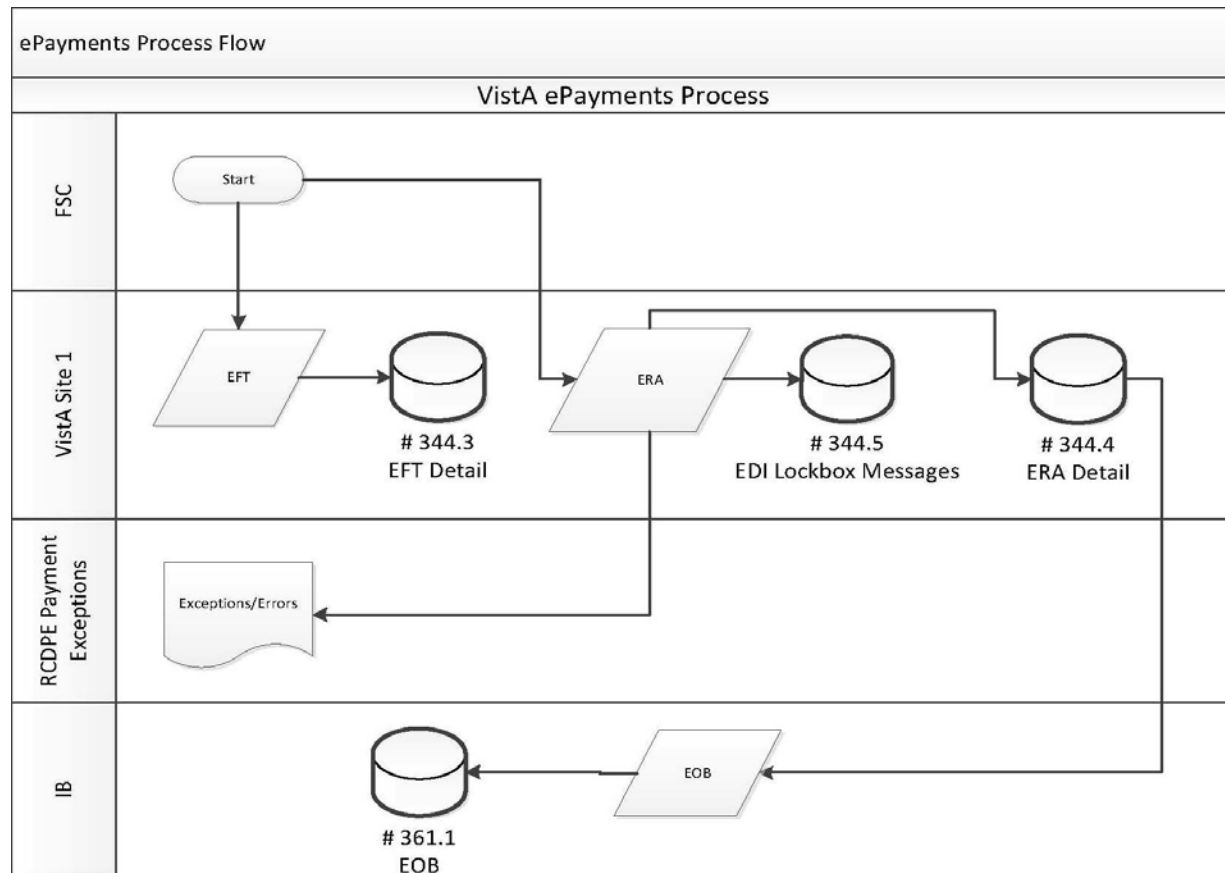 ePayments Process Flow
VistA ePayments Process
FSC
Start
VistA Site 1
EFT
# 344.3
EFT Detail
ERA
# 344.5
EDI Lockbox Messages
# 344.4
ERA Detail
RCDPE Payment
Exceptions
Exceptions/Errors
IB
# 361.1
EOB
EOB